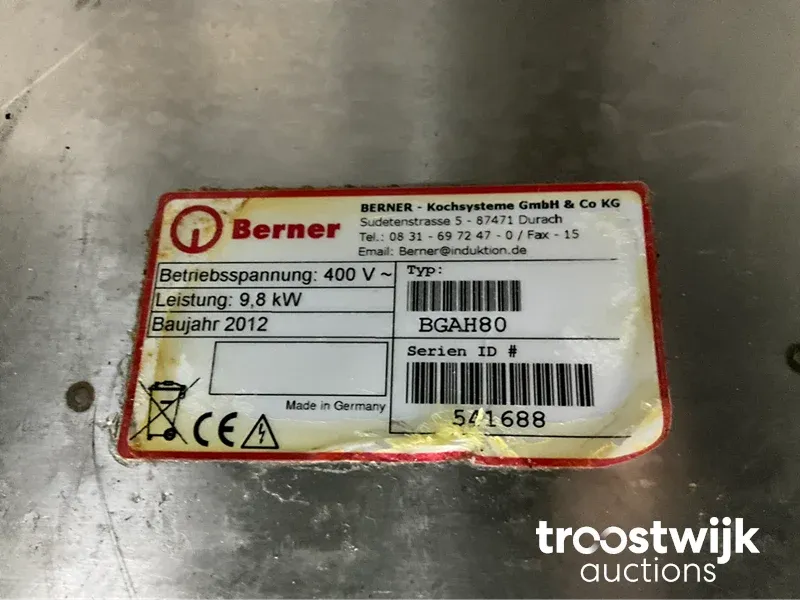 Berner
BERNER - Kochsysteme GmbH & Co KG
Sudetenstrasse 5 - 87471 Durach
Tel.: 08 31 - 69 72 47 - 0 / Fax - 15
Email: Berner@induktion.de
Betriebsspannung: 400 V ~
Leistung: 9,8 kW
Baujahr 2012
Typ:
BGAH80
Serien ID #
541688
Made in Germany
CE
troostwijk
auctions